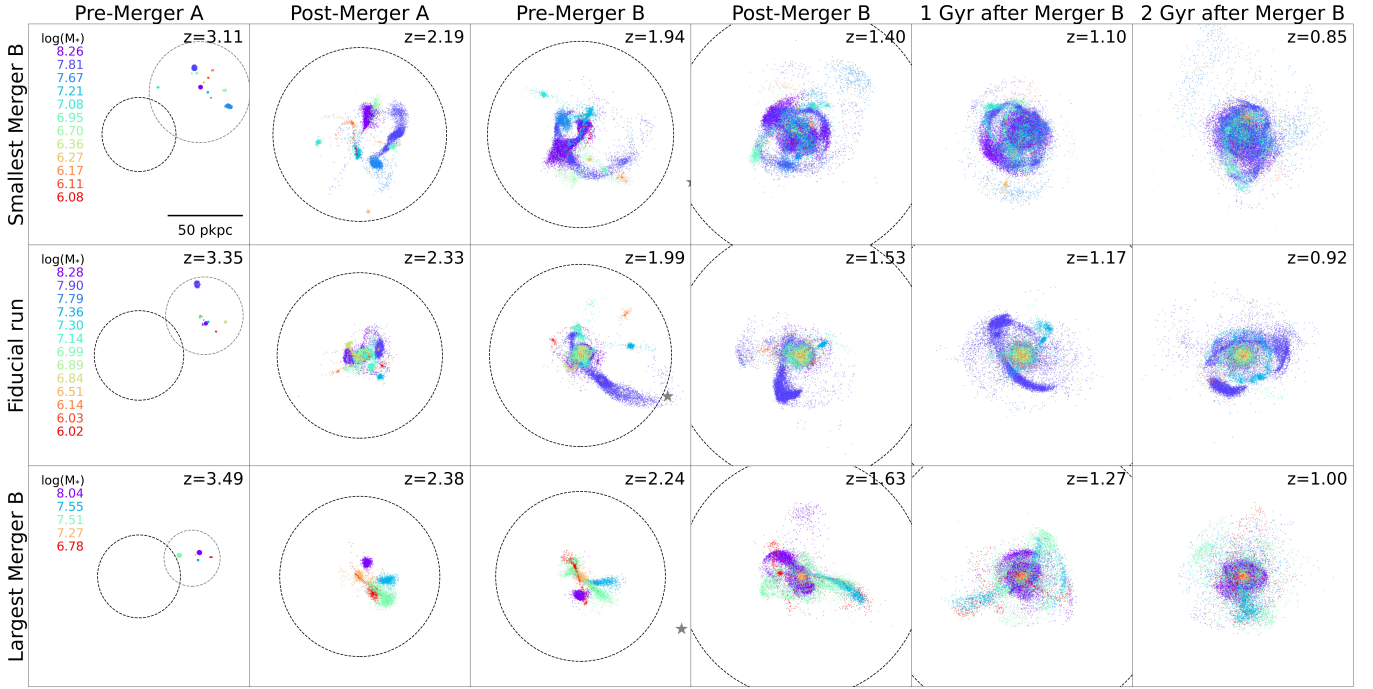 Pre-Merger A
Post-Merger A
Pre-Merger B
Post-Merger B
1 Gyr after Merger B
2 Gyr after Merger B
Smallest Merger B
log(M*)
8.26
7.81
7.67
7.21
7.08
6.95
6.70
6.36
6.27
6.17
6.11
6.08
z=3.11
50 pkpc
z=2.19
z=1.94
z=1.40
z=1.10
z=0.85
Fiducial run
log(M*)
8.28
7.90
7.79
7.36
7.30
7.14
6.99
6.89
6.84
6.51
6.14
6.03
6.02
z=3.35
z=2.33
z=1.99
z=1.53
z=1.17
z=0.92
Largest Merger B
log(M*)
8.04
7.55
7.51
7.27
6.78
z=3.49
z=2.38
z=2.24
z=1.63
z=1.27
z=1.00